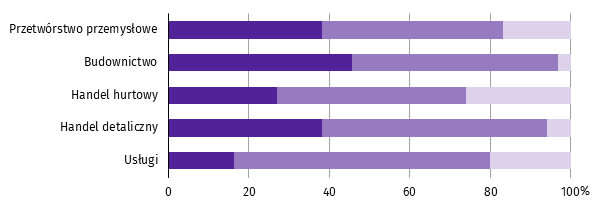 Przetwórstwo przemysłowe
Budownictwo
Handel hurtowy
Handel detaliczny
Usługi
0 20 40 60 80 100%